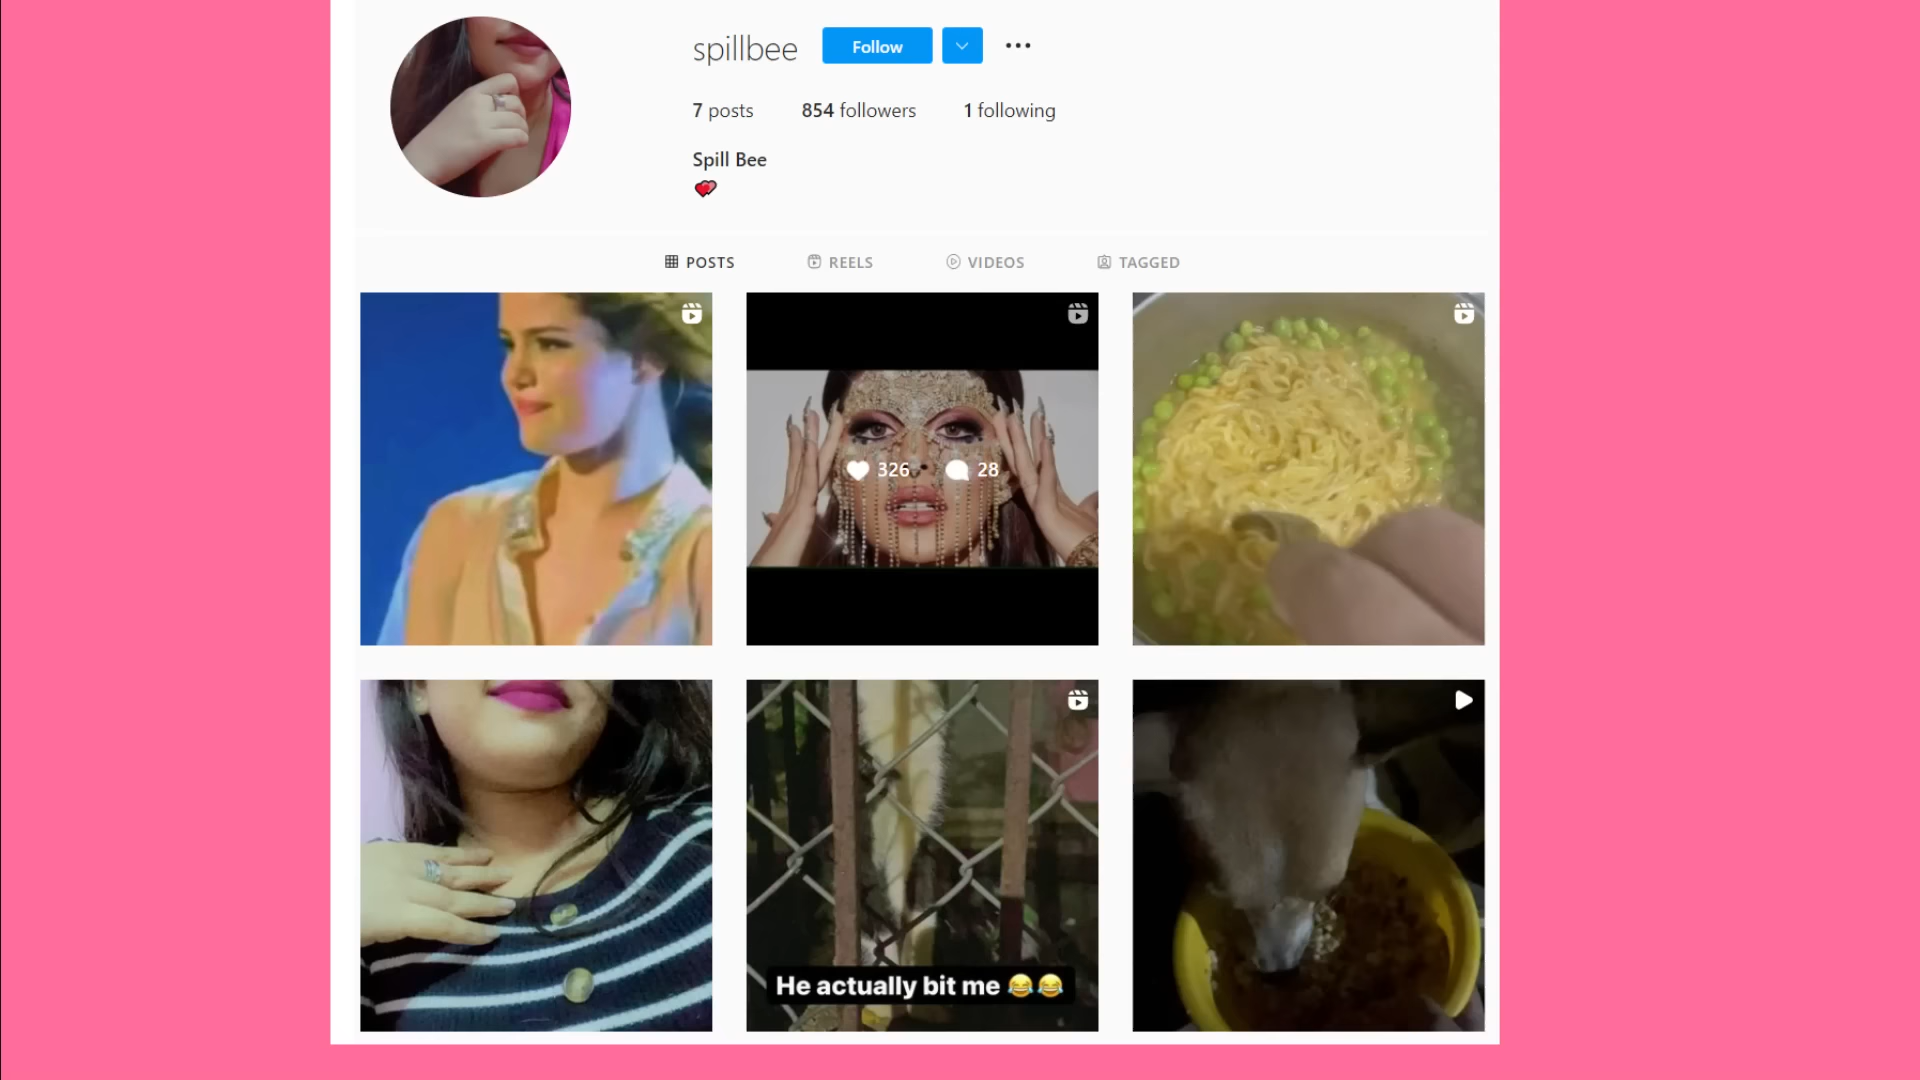 spillbee Follow
7 posts 854 followers 1 following
Spill Bee
POSTS REELS VIDEOS TAGGED
326 28
He actually bit me 😂😂